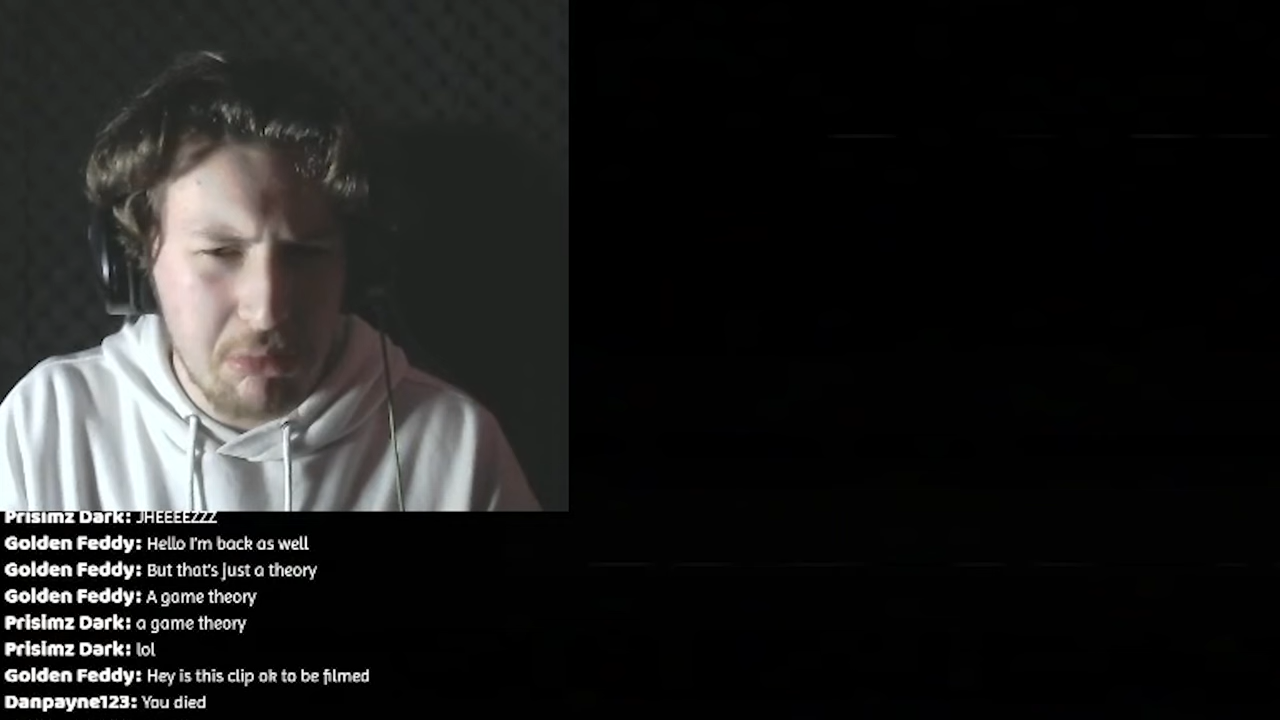 Prisimz Dark: JHEEEEZZZ
Golden Feddy: Hello I'm back as well
Golden Feddy: But that's just a theory
Golden Feddy: A game theory
Prisimz Dark: a game theory
Prisimz Dark: lol
Golden Feddy: Hey is this clip ok to be filmed
Danpayne123: You died